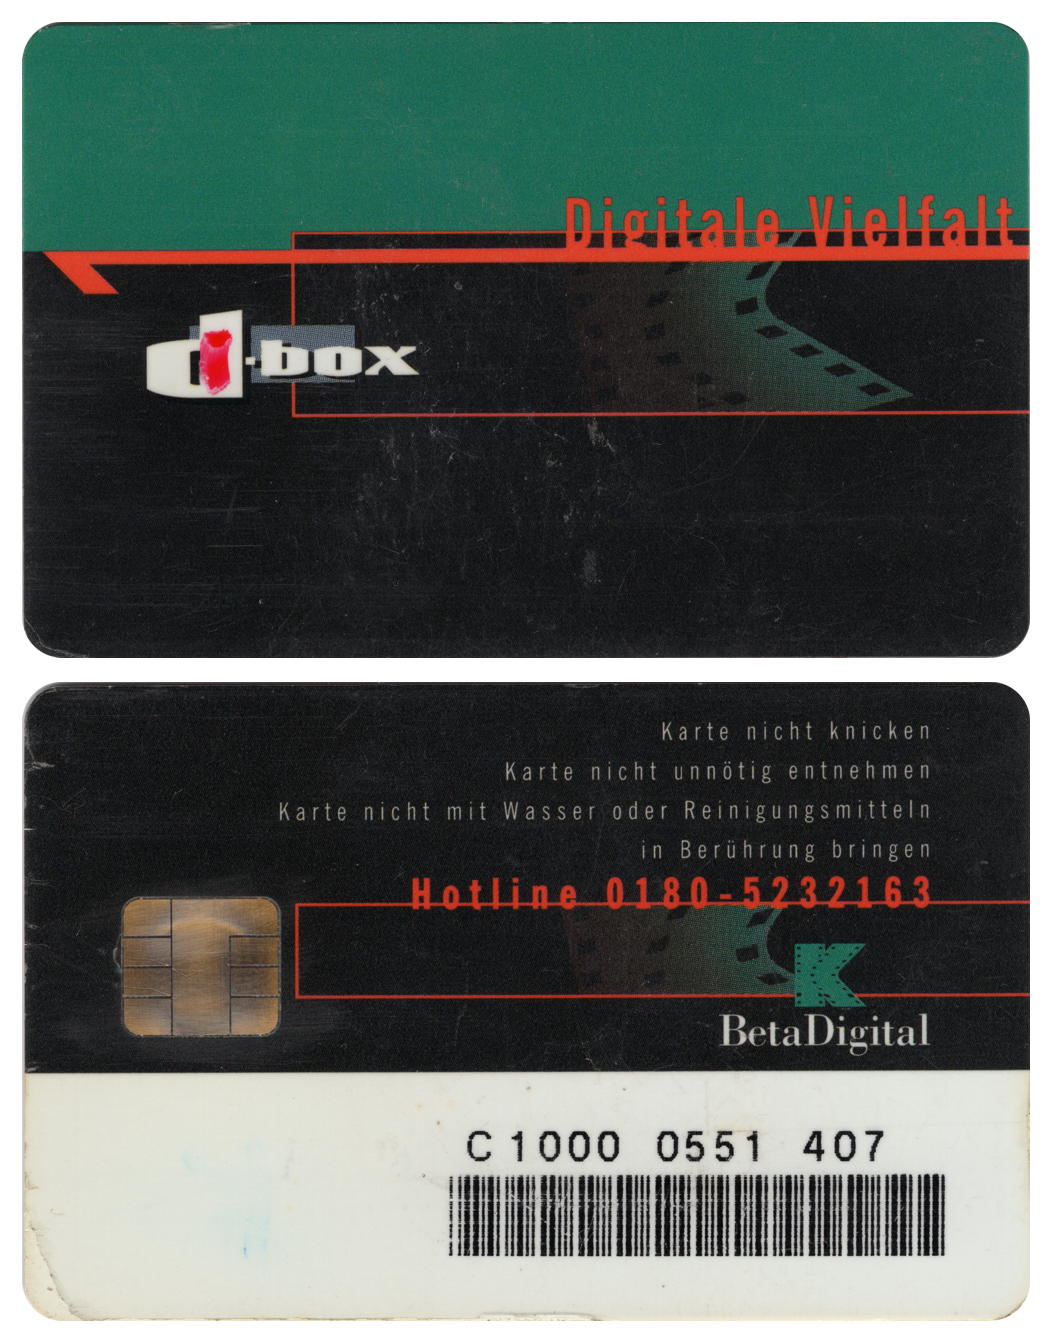 Digitale Vielfalt
d-box
Karte nicht knicken
Karte nicht unnötig entnehmen
Karte nicht mit Wasser oder Reinigungsmitteln
in Berührung bringen
Hotline 0180-5232163
K
BetaDigital
C1000 0551 407